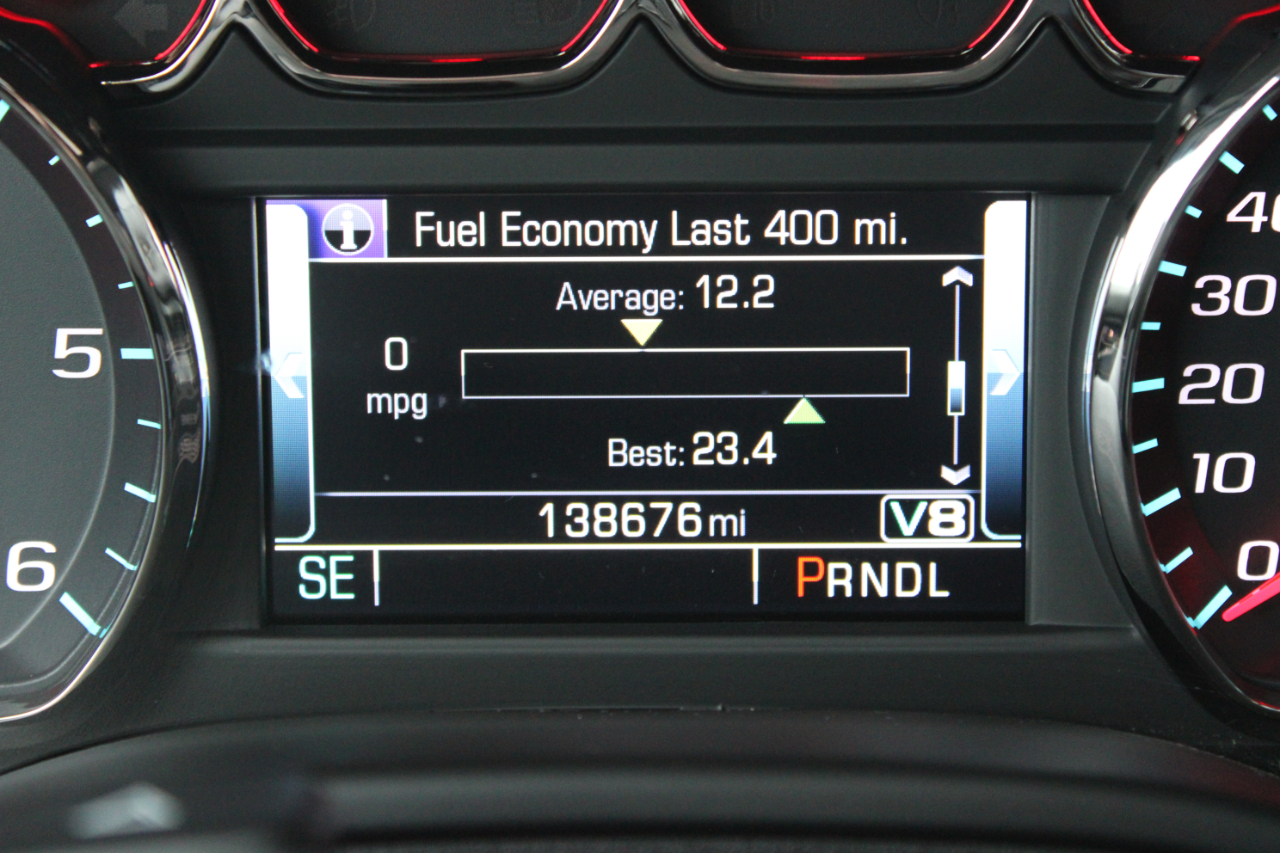 Fuel Economy Last 400 mi.
Average: 12.2
0
mpg
Best: 23.4
138676 mi V8
SE PRNDL
5
6
40
30
20
10
0